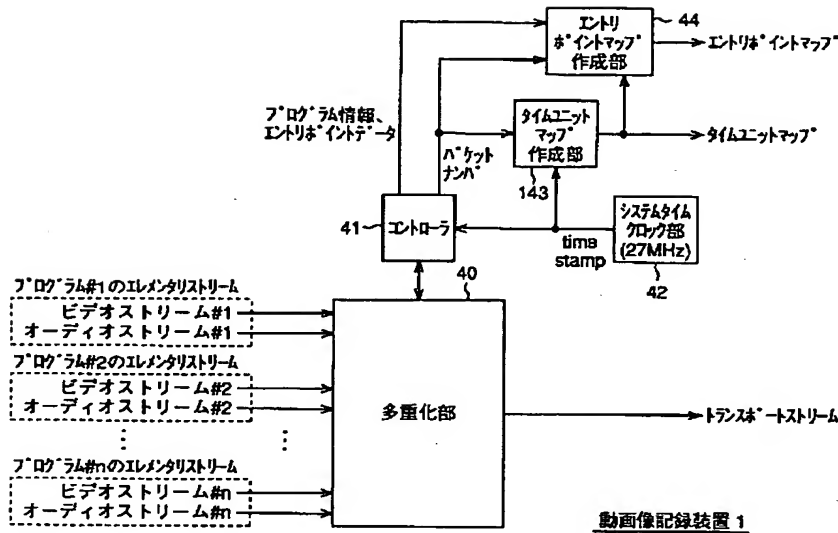 エントリ
ポイントマップ
作成部
44
エントリポイントマップ
プログラム情報、
エントリポイントデータ
パケット
ナンバ
タイムユニット
マップ
作成部
143
タイムユニットマップ
41
コントローラ
time
stamp
システムタイム
クロック部
(27MHz)
42
40
プログラム#1のエレメンタリストリーム
ビデオストリーム#1
オーディオストリーム#1
プログラム#2のエレメンタリストリーム
ビデオストリーム#2
オーディオストリーム#2
多重化部
トランスポートストリーム
プログラム#nのエレメンタリストリーム
ビデオストリーム#n
オーディオストリーム#n
動画像記録装置1